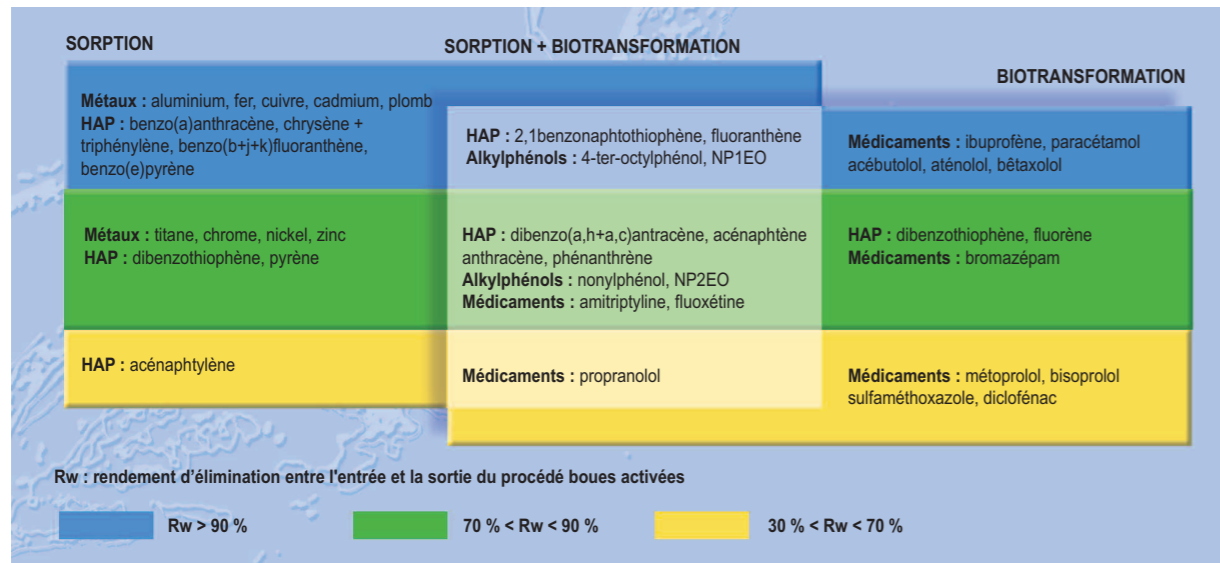 SORPTION
SORPTION + BIOTRANSFORMATION
BIOTRANSFORMATION
Métaux : aluminium, fer, cuivre, cadmium, plomb
HAP : benzo(a)anthracène, chrysène +
triphénylène, benzo(b+j+k)fluoranthène,
benzo(e)pyrène
HAP : 2,1benzonaphtothiophène, fluoranthène
Alkylphénols : 4-ter-octylphénol, NP1EO
Médicaments : ibuprofène, paracétamol
acébutolol, aténolol, bêtaxolol
Métaux : titane, chrome, nickel, zinc
HAP : dibenzothiophène, pyrène
HAP : dibenzo(a,h+a,c)antracène, acénaphtène
anthracène, phénanthrène
Alkylphénols : nonylphénol, NP2EO
Médicaments : amitriptyline, fluoxétine
HAP : dibenzothiophène, fluorène
Médicaments : bromazépam
HAP : acénaphtylène
Médicaments : propranolol
Médicaments : métoprolol, bisoprolol
sulfaméthoxazole, diclofénac
Rw : rendement d'élimination entre l'entrée et la sortie du procédé boues activées
Rw > 90 %
70 % < Rw < 90 %
30 % < Rw < 70 %